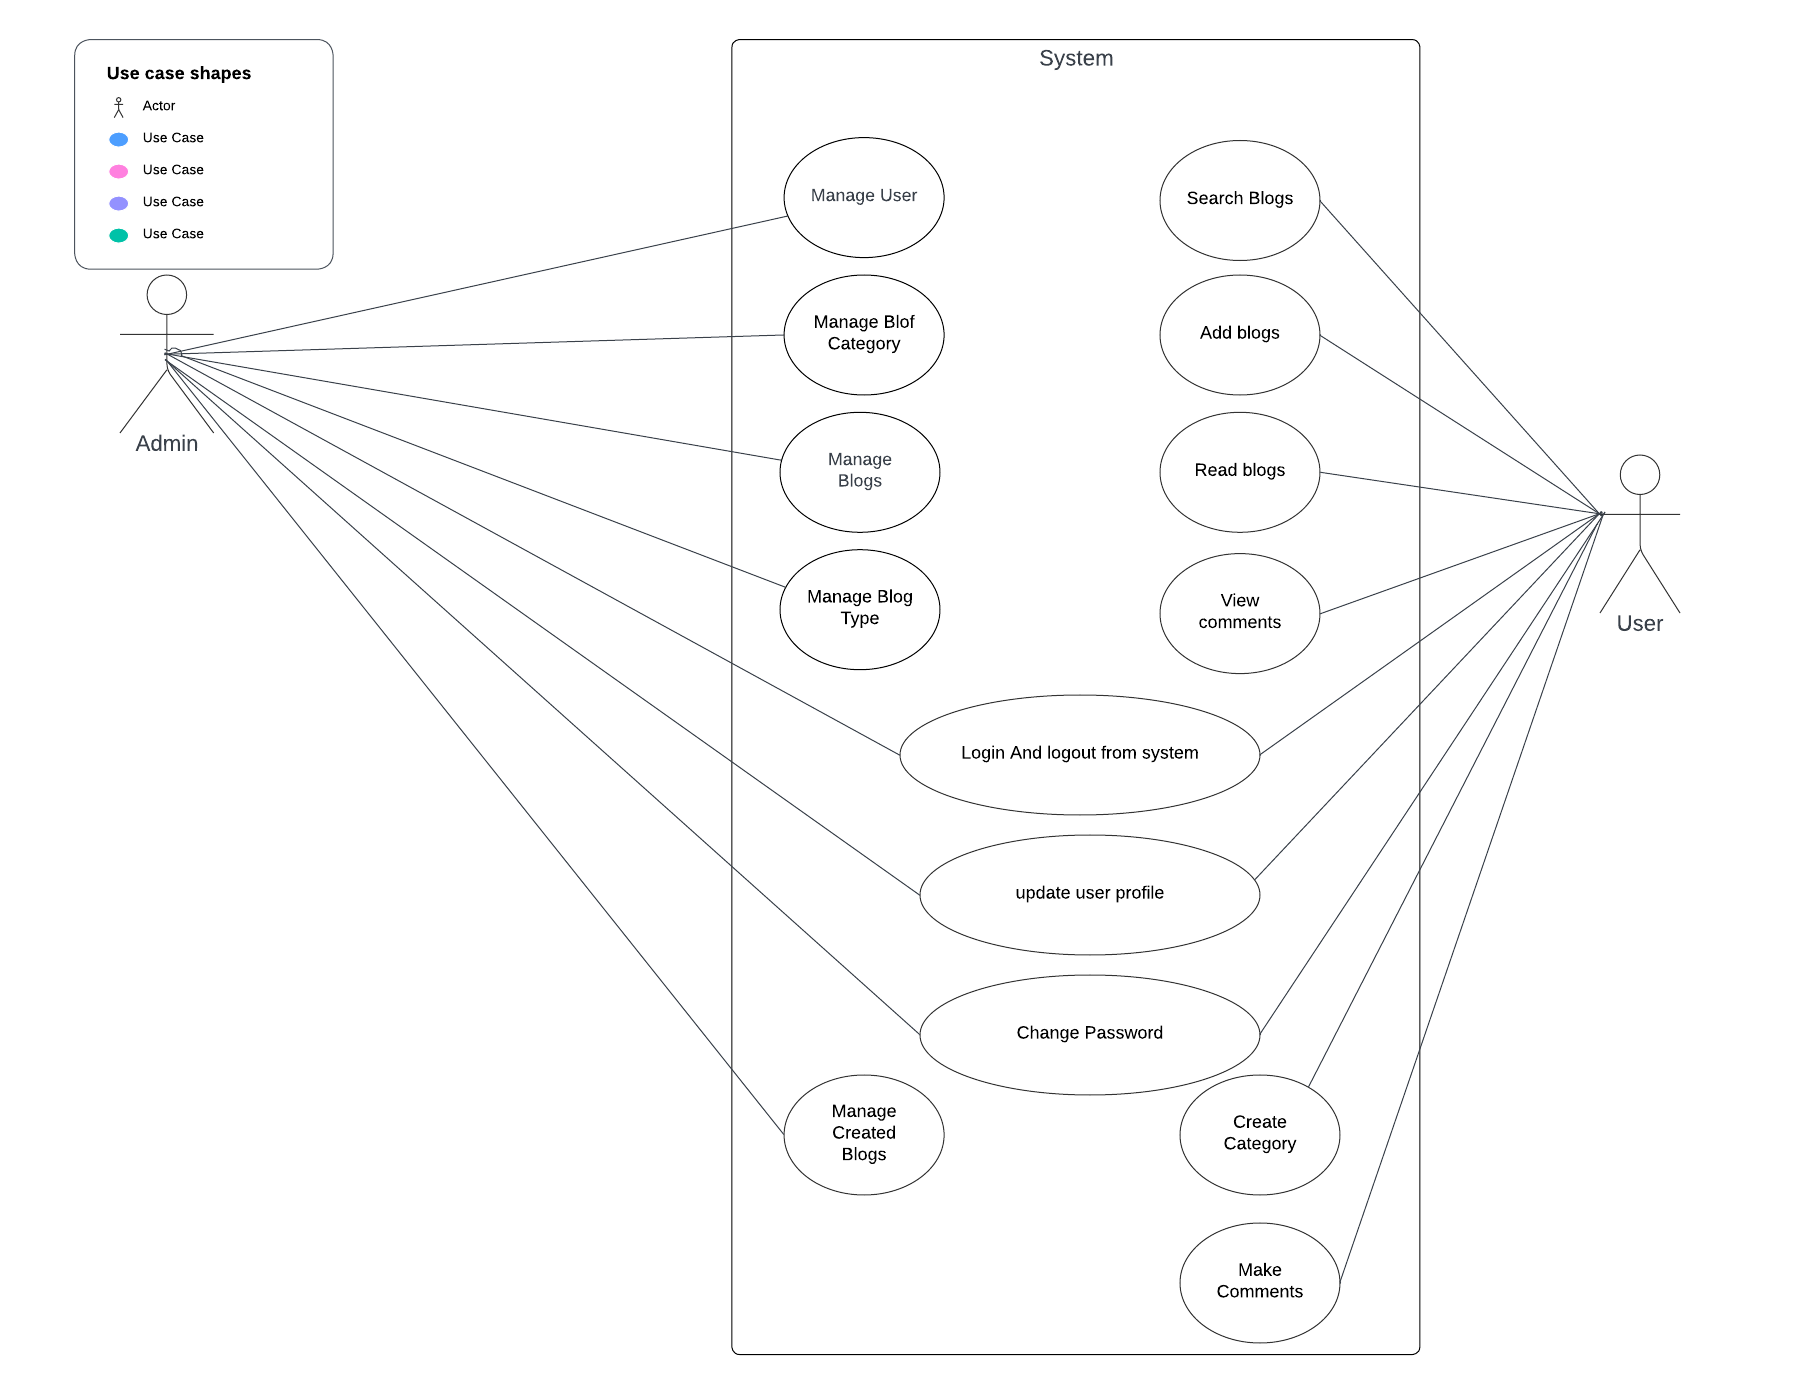 Use case shapes
Actor
Use Case
Use Case
Use Case
Use Case
Admin
System
Manage User
Manage Blof
Category
Manage
Blogs
Manage Blog
Type
Search Blogs
Add blogs
Read blogs
View
comments
Login And logout from system
update user profile
Change Password
Manage
Created
Blogs
Create
Category
Make
Comments
User